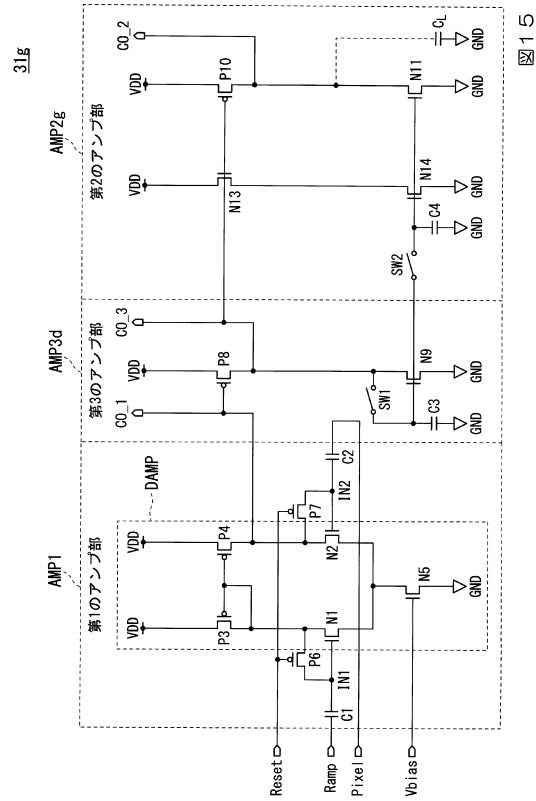 31g
AMP1
AMP3d
AMP2g
第1のアンプ部
第3のアンプ部
第2のアンプ部
DAMP
CO_1
CO_3
CO_2
VDD
VDD
VDD
VDD
VDD
P3
P4
P8
N13
P10
Reset
P6
P7
Ramp
C1
IN1
N1
N2
IN2
C2
Pixel
SW1
SW2
C_L
Vbias
N5
C3
N9
C4
N14
N11
GND
GND
GND
GND
GND
GND
GND
図15